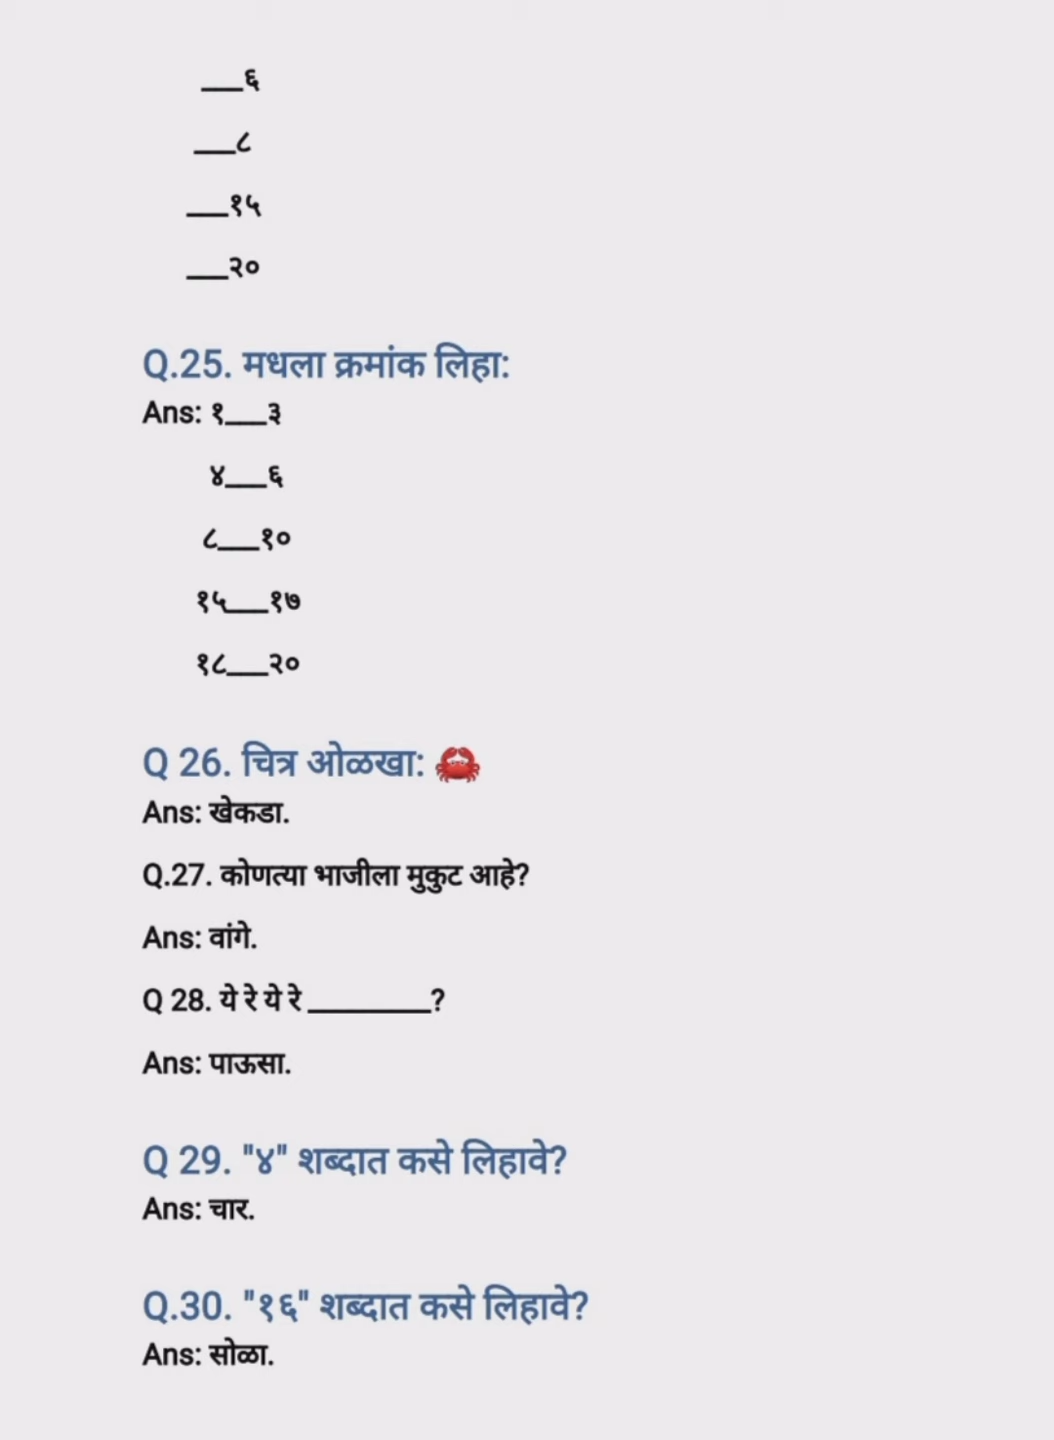 ___६
___८
___१५
___२०
Q.25. मधला क्रमांक लिहा:
Ans: १___३
४___६
८___१०
१५___१७
१८___२०
Q 26. चित्र ओळखा: 🦀
Ans: खेकडा.
Q.27. कोणत्या भाजीला मुकुट आहे?
Ans: वांगे.
Q 28. ये रे ये रे _________?
Ans: पाऊसा.
Q 29. "४" शब्दात कसे लिहावे?
Ans: चार.
Q.30. "१६" शब्दात कसे लिहावे?
Ans: सोळा.